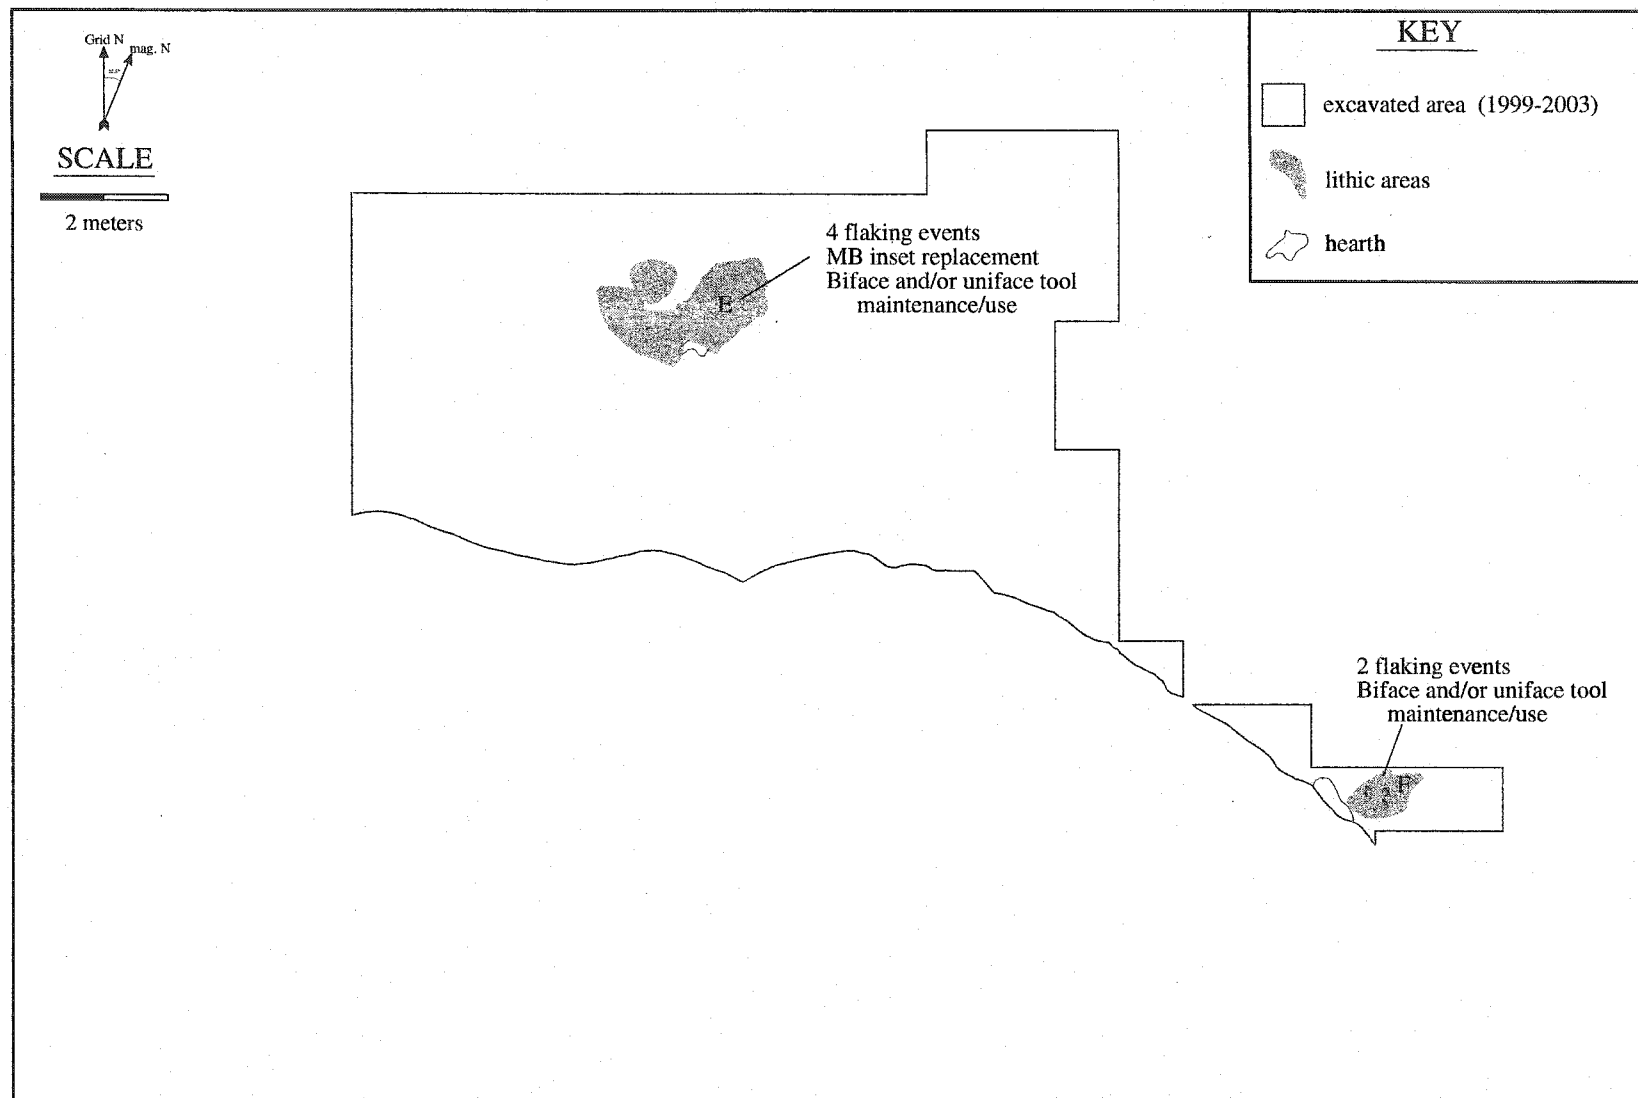 Grid N
mag. N
SCALE
2 meters
KEY
excavated area (1999-2003)
lithic areas
hearth
4 flaking events
MB inset replacement
Biface and/or uniface tool
maintenance/use
E
2 flaking events
Biface and/or uniface tool
maintenance/use
F